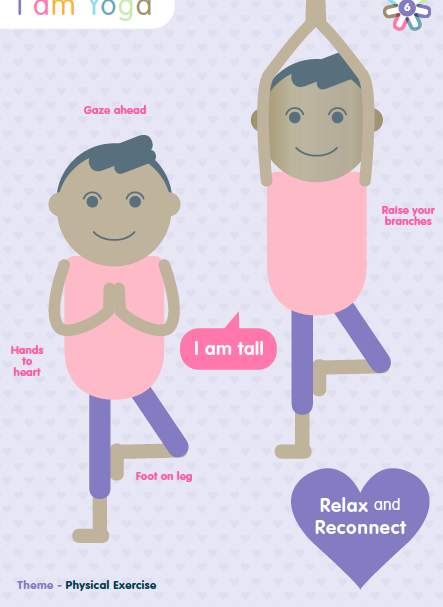 I am Yoga
6
Gaze ahead
Raise your
branches
I am tall
Hands
to
heart
Foot on leg
Relax and
Reconnect
Theme - Physical Exercise